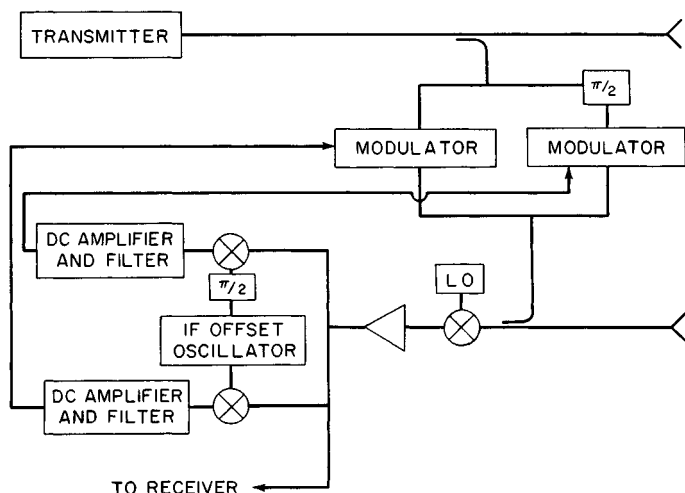 TRANSMITTER
π/2
MODULATOR
MODULATOR
DC AMPLIFIER
AND FILTER
π/2
LO
IF OFFSET
OSCILLATOR
DC AMPLIFIER
AND FILTER
TO RECEIVER